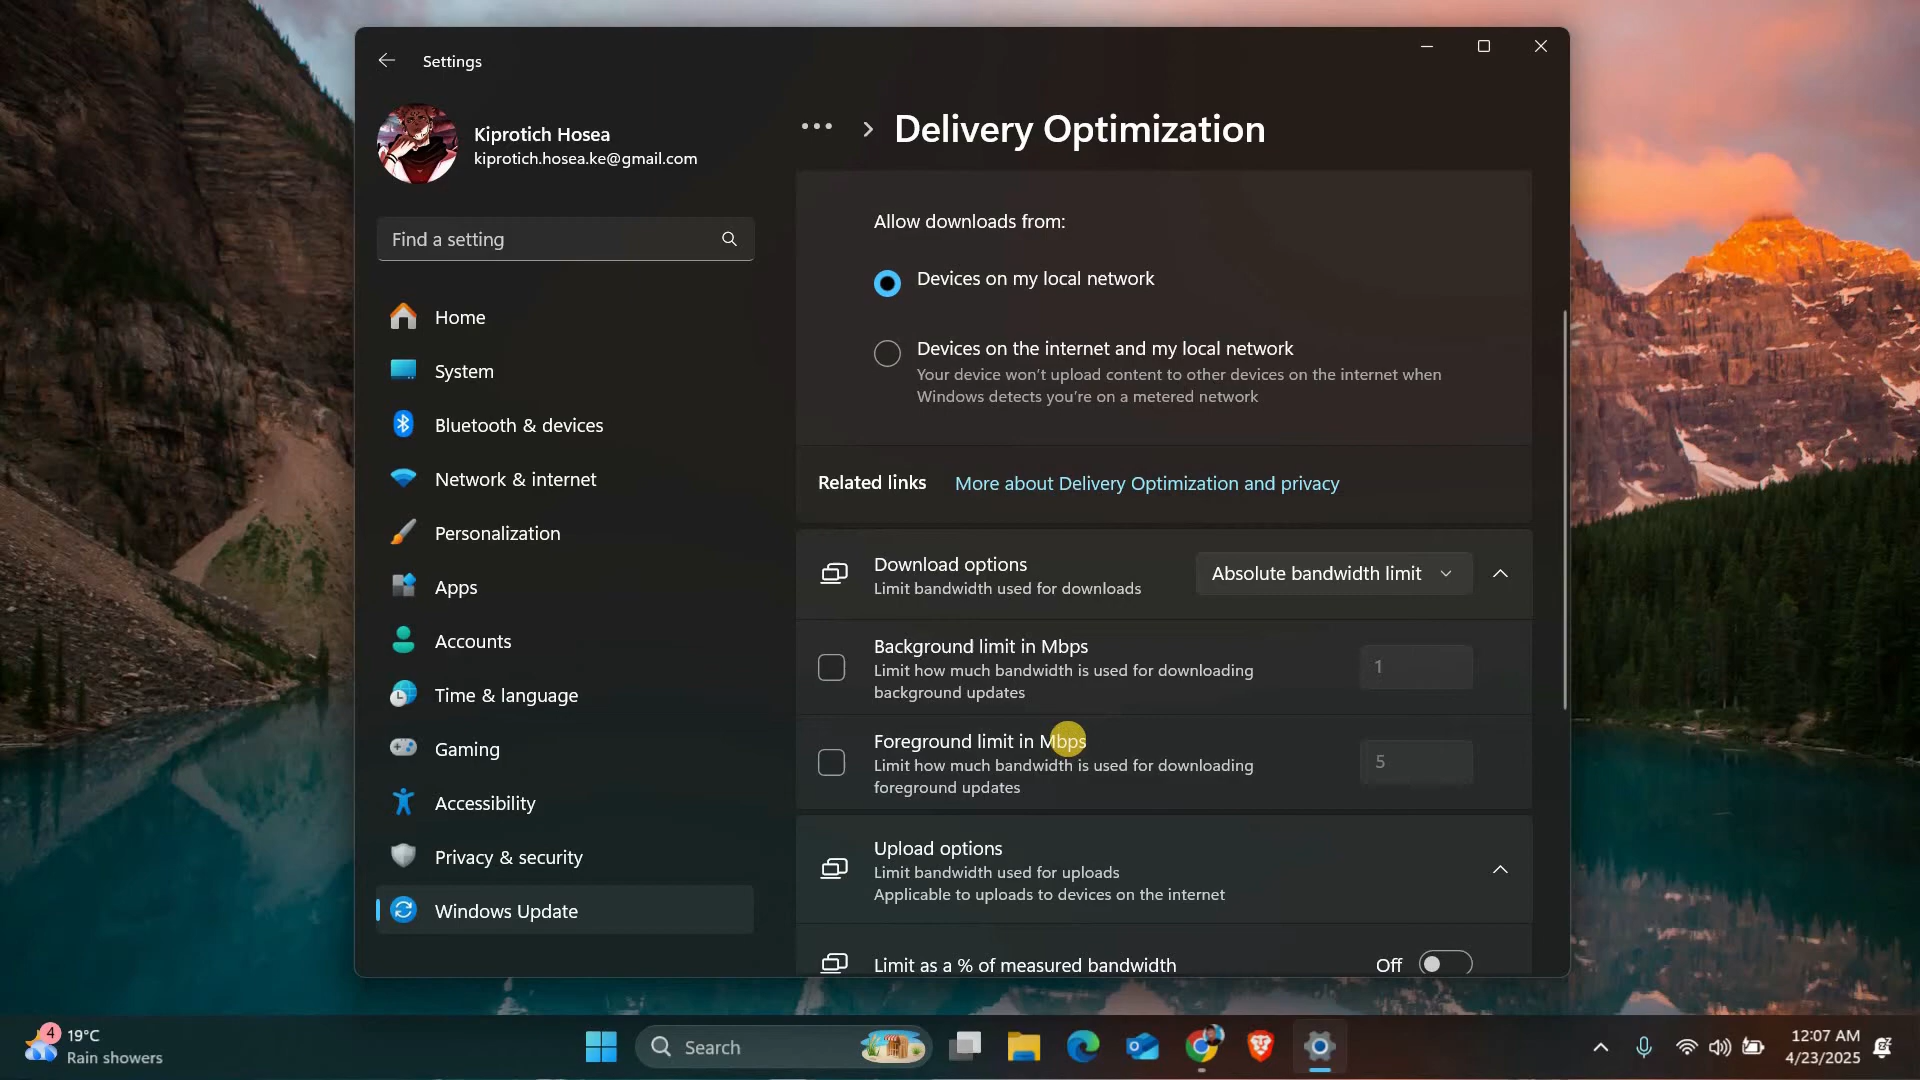 Settings
Kiprotich Hosea
kiprotich.hosea.ke@gmail.com
Find a setting
Home
System
Bluetooth & devices
Network & internet
Personalization
Apps
Accounts
Time & language
Gaming
Accessibility
Privacy & security
Windows Update
Delivery Optimization
Allow downloads from:
Devices on my local network
Devices on the internet and my local network
Your device won't upload content to other devices on the internet when
Windows detects you're on a metered network
Related links More about Delivery Optimization and privacy
Download options
Limit bandwidth used for downloads
Absolute bandwidth limit
Background limit in Mbps
Limit how much bandwidth is used for downloading
background updates
1
Foreground limit in Mbps
Limit how much bandwidth is used for downloading
foreground updates
5
Upload options
Limit bandwidth used for uploads
Applicable to uploads to devices on the internet
Limit as a % of measured bandwidth
Off
4
19°C
Rain showers
Search
12:07 AM
4/23/2025